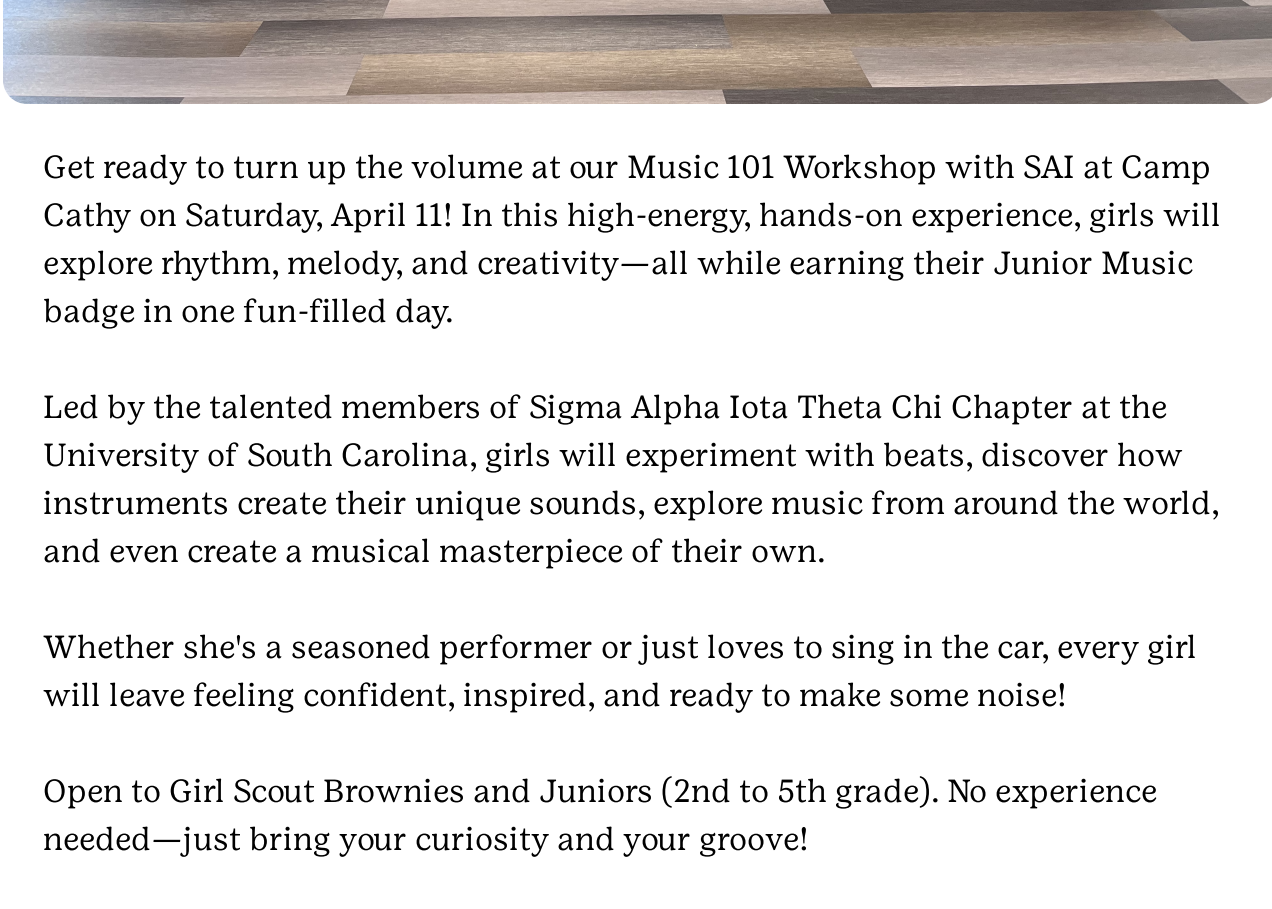 Get ready to turn up the volume at our Music 101 Workshop with SAI at Camp
Cathy on Saturday, April 11! In this high-energy, hands-on experience, girls will
explore rhythm, melody, and creativity—all while earning their Junior Music
badge in one fun-filled day.
Led by the talented members of Sigma Alpha Iota Theta Chi Chapter at the
University of South Carolina, girls will experiment with beats, discover how
instruments create their unique sounds, explore music from around the world,
and even create a musical masterpiece of their own.
Whether she's a seasoned performer or just loves to sing in the car, every girl
will leave feeling confident, inspired, and ready to make some noise!
Open to Girl Scout Brownies and Juniors (2nd to 5th grade). No experience
needed—just bring your curiosity and your groove!